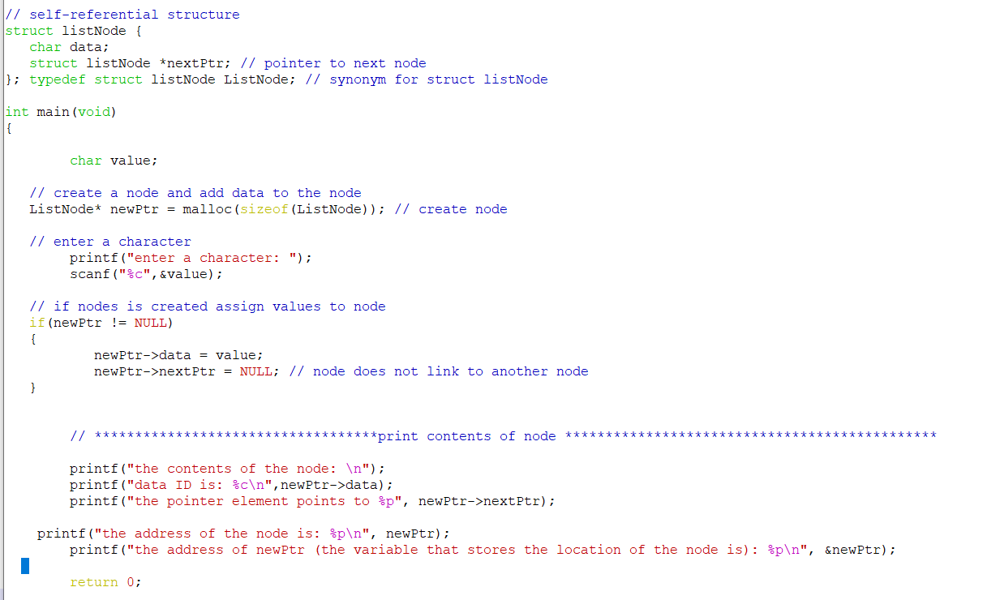 // self-referential structure
struct listNode {
   char data;
   struct listNode *nextPtr; // pointer to next node
}; typedef struct listNode ListNode; // synonym for struct listNode
int main(void)
{
        char value;
   // create a node and add data to the node
   ListNode* newPtr = malloc(sizeof(ListNode)); // create node
   // enter a character
        printf("enter a character: ");
        scanf("%c",&value);
   // if nodes is created assign values to node
   if(newPtr != NULL)
   {
           newPtr->data = value;
           newPtr->nextPtr = NULL; // node does not link to another node
   }
        // ***********************************print contents of node **********************************************
        printf("the contents of the node: \n");
        printf("data ID is: %c\n",newPtr->data);
        printf("the pointer element points to %p", newPtr->nextPtr);
    printf("the address of the node is: %p\n", newPtr);
        printf("the address of newPtr (the variable that stores the location of the node is): %p\n", &newPtr);
        return 0;